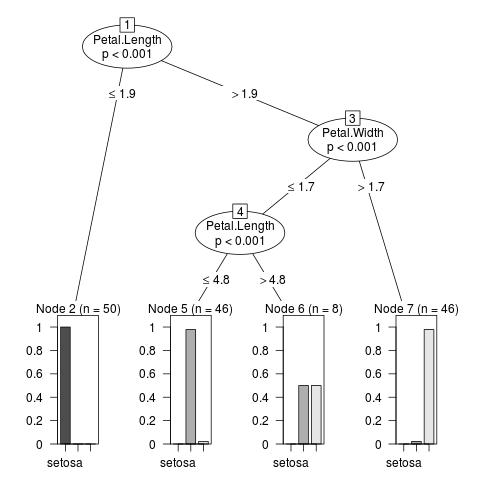 1
Petal.Length
p < 0.001
≤ 1.9
> 1.9
3
Petal.Width
p < 0.001
≤ 1.7
> 1.7
4
Petal.Length
p < 0.001
≤ 4.8
> 4.8
Node 2 (n = 50)
1
0.8
0.6
0.4
0.2
0
setosa
Node 5 (n = 46)
1
0.8
0.6
0.4
0.2
0
setosa
Node 6 (n = 8)
1
0.8
0.6
0.4
0.2
0
setosa
Node 7 (n = 46)
1
0.8
0.6
0.4
0.2
0
setosa